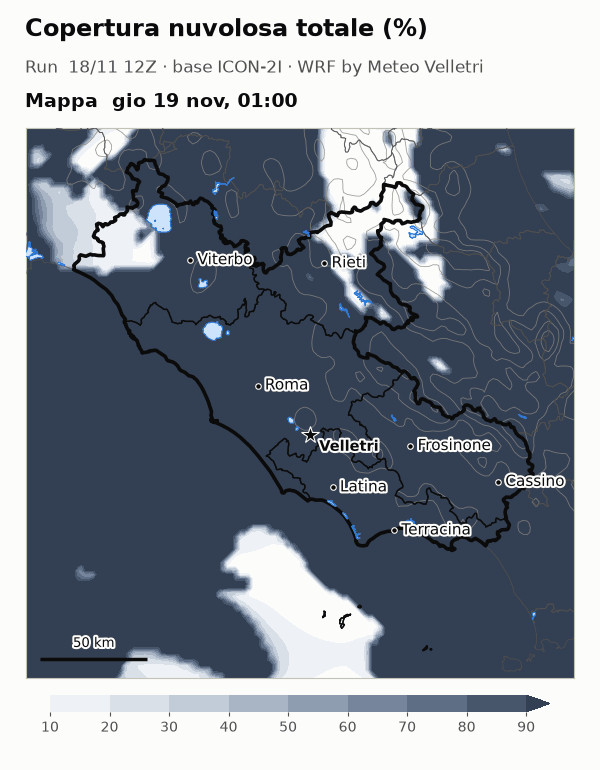 Copertura nuvolosa totale (%)
Run  18/11 12Z · base ICON-2I · WRF by Meteo Velletri
Mappa  gio 19 nov, 01:00
Viterbo
Rieti
Roma
Velletri
Frosinone
Cassino
Latina
Terracina
50 km
10 20 30 40 50 60 70 80 90